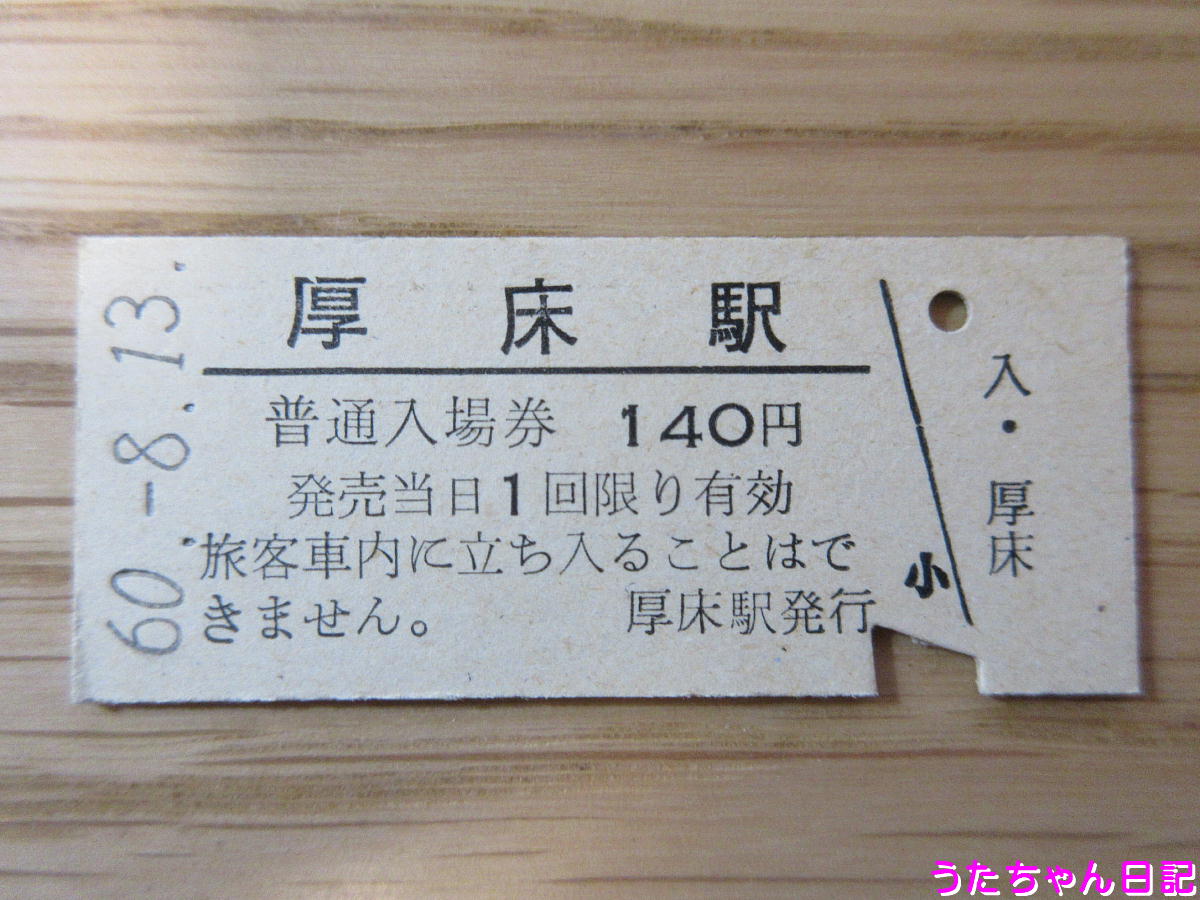 60.-8.13.
厚床駅
普通入場券 140円
発売当日1回限り有効
旅客車内に立ち入ることはで
きません。 厚床駅発行
小
入・厚床
うたちゃん日記